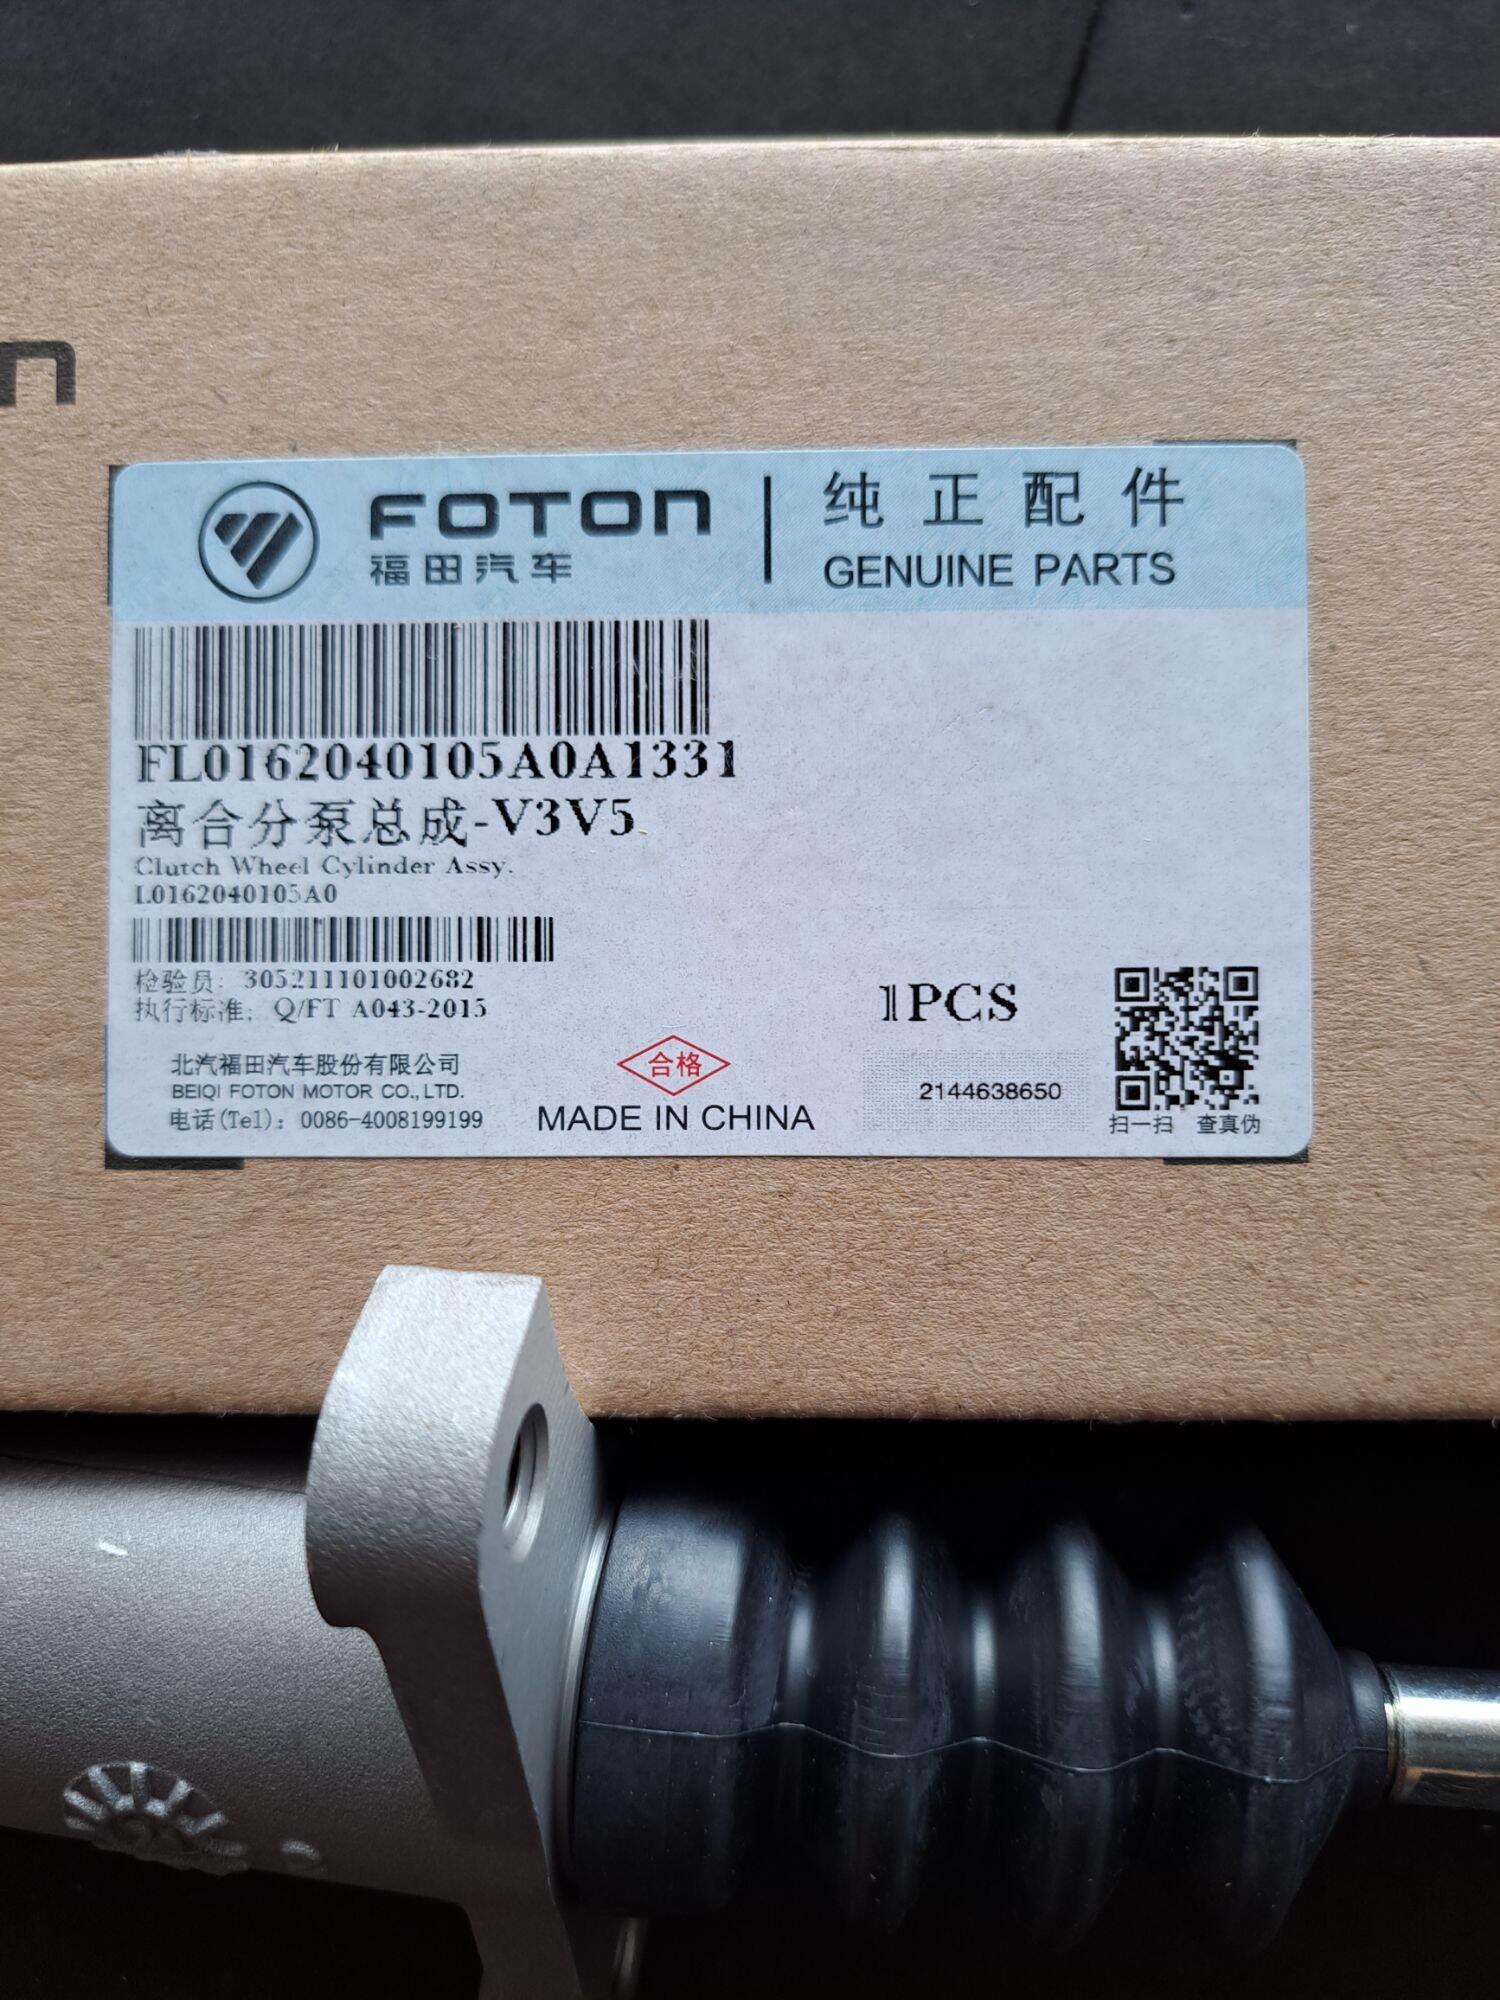 n
FOTON
福田汽车
纯正配件
GENUINE PARTS
FL0162040105A0A1331
离合分泵总成-V3V5
Clutch Wheel Cylinder Assy.
L0162040105A0
检验员: 305211101002682
执行标准: Q/FT A043-2015
1PCS
北汽福田汽车股份有限公司
BEIQI FOTON MOTOR CO.,LTD.
电话(Tel): 0086-4008199199
合格
MADE IN CHINA
2144638650
扫一扫 查真伪